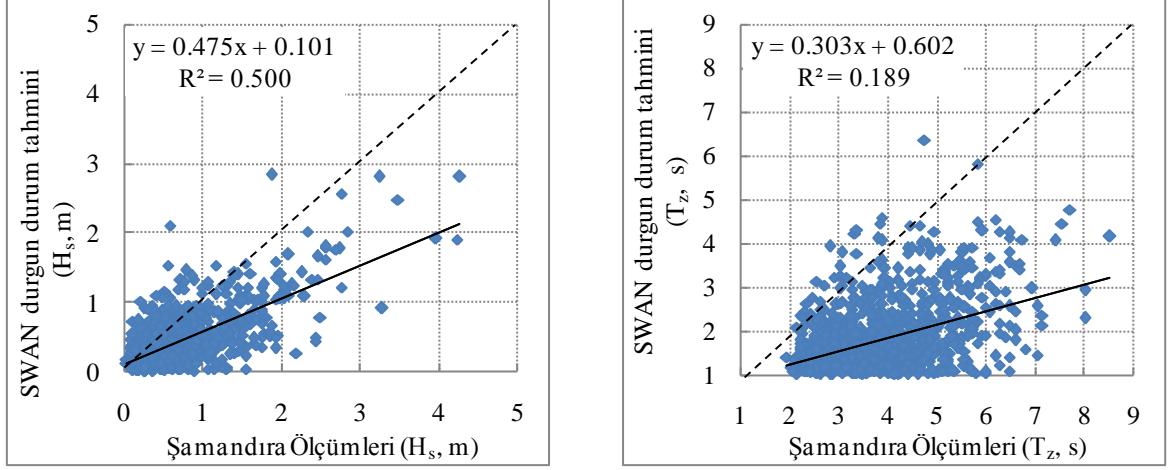 SWAN durgun durum tahmini
(Hs, m)
5
4
3
2
1
0
y = 0.475x + 0.101
R² = 0.500
0 1 2 3 4 5
Şamandıra Ölçümleri (Hs, m)
SWAN durgun durum tahmini
(Tz, s)
9
8
7
6
5
4
3
2
1
y = 0.303x + 0.602
R² = 0.189
1 2 3 4 5 6 7 8 9
Şamandıra Ölçümleri (Tz, s)